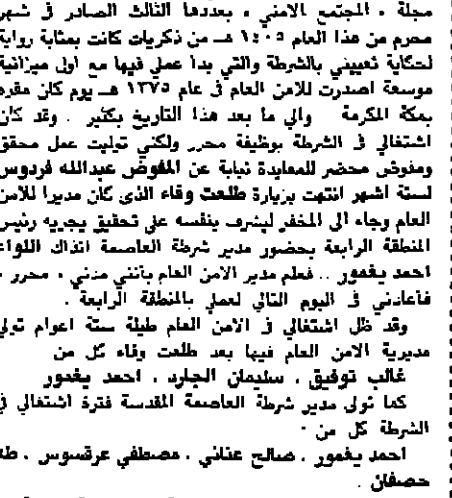 مجلة ، المجتمع الامني ، بعددها الثالث الصادر في شهر
محرم من هذا العام ١٤٠٥ هـ من ذكريات كانت بمثابة رواية
لحكاية تعييني بالشرطة والتي بدا عملي فيها مع اول ميزانية
موسعة اصدرت للامن العام في عام ١٣٧٥ هـ يوم كان مقره
بمكة المكرمة والى ما بعد هذا التاريخ بكثير . وقد كان
اشتغالي في الشرطة بوظيفة محرر ولكني توليت عمل محقق
ومفوض محضر للمعابدة نيابة عن المفوض عبدالله فردوس
لستة اشهر انتهت بزيارة طلعت وفاء الذي كان مديرا للامن
العام وجاء الى المخفر ليشرف بنفسه على تحقيق يجريه رئيس
المنطقة الرابعة بحضور مدير شرطة العاصمة انذاك اللواء
احمد يغمور .. فعلم مدير الامن العام بانني مدني ، محرر ،
فاعادني في اليوم التالي لعملي بالمنطقة الرابعة .
وقد ظل اشتغالي في الامن العام طيلة ستة اعوام تولى
مديرية الامن العام فيها بعد طلعت وفاء كل من
غالب توفيق . سليمان الجارد . احمد يغمور
كما تولى مدير شرطة العاصمة المقدسة فترة اشتغالي في
الشرطة كل من
احمد يغمور . صالح عناني . مصطفي عرقسوس . طه
حصفان .